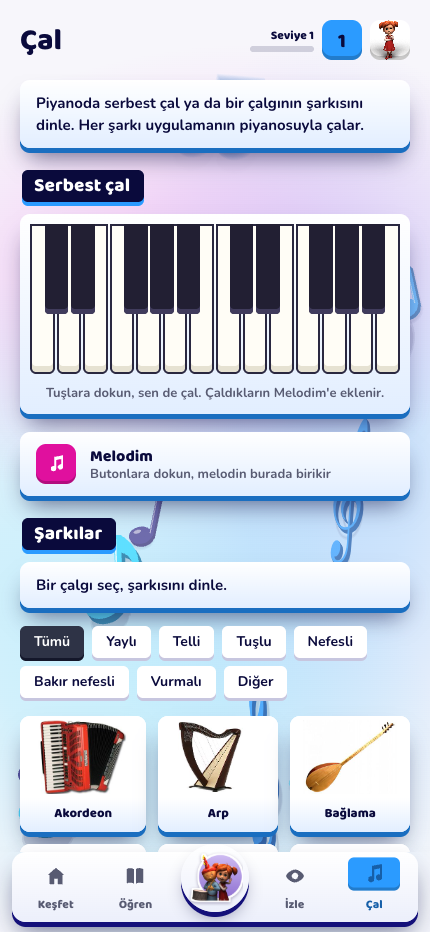 Çal
Seviye 1
1
Piyanoda serbest çal ya da bir çalgının şarkısını
dinle. Her şarkı uygulamanın piyanosuyla çalar.
Serbest çal
Tuşlara dokun, sen de çal. Çaldıkların Melodim'e eklenir.
Melodim
Butonlara dokun, melodin burada birikir
Şarkılar
Bir çalgı seç, şarkısını dinle.
Tümü
Yaylı
Telli
Tuşlu
Nefesli
Bakır nefesli
Vurmalı
Diğer
Akordeon
Arp
Bağlama
Keşfet
Öğren
İzle
Çal